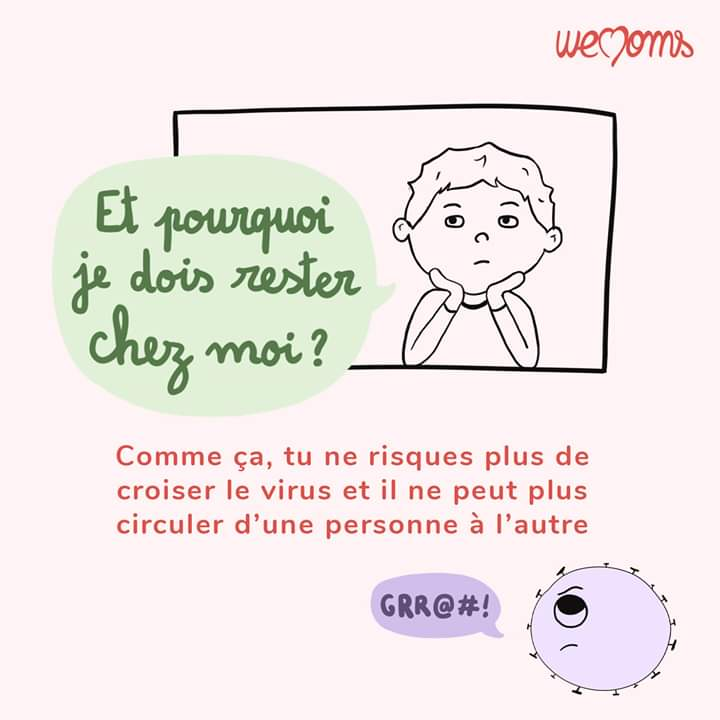 wemoms
Et pourquoi
je dois rester
chez moi ?
Comme ça, tu ne risques plus de
croiser le virus et il ne peut plus
circuler d’une personne à l’autre
GRR@#!